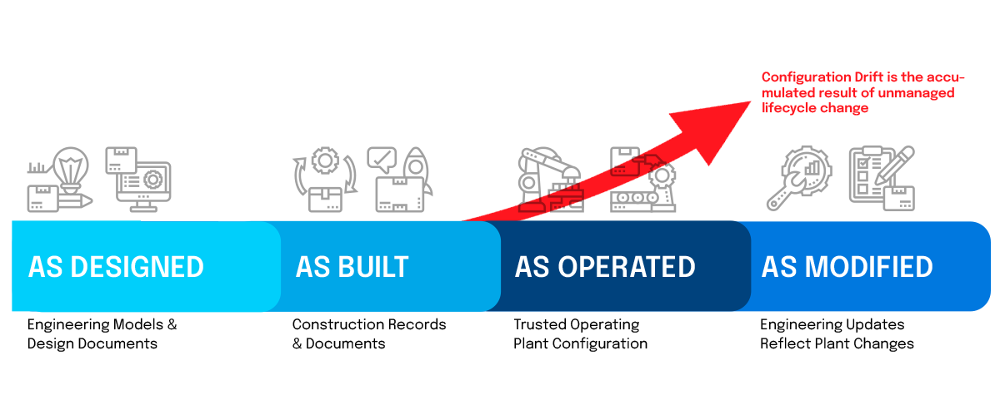 Configuration Drift is the accu-
mulated result of unmanaged
lifecycle change
AS DESIGNED
AS BUILT
AS OPERATED
AS MODIFIED
Engineering Models &
Design Documents
Construction Records
& Documents
Trusted Operating
Plant Configuration
Engineering Updates
Reflect Plant Changes